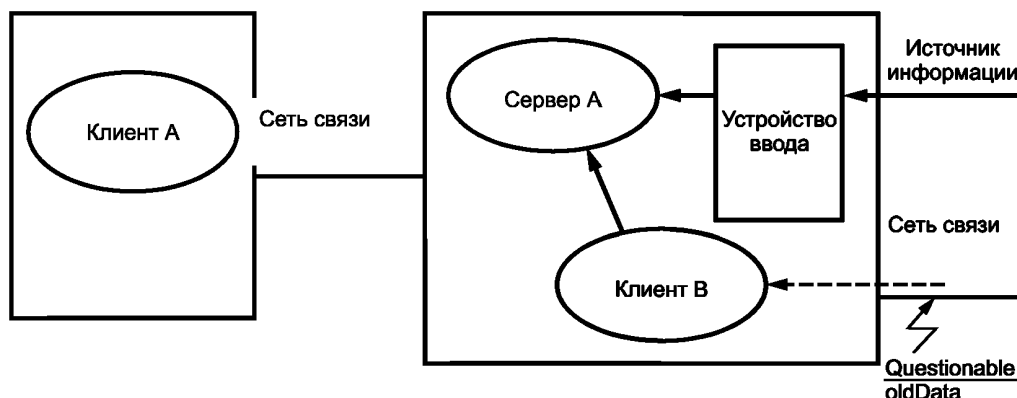 Клиент A
Сеть связи
Сервер A
Устройство
ввода
Источник
информации
Сеть связи
Клиент B
Questionable
oldData